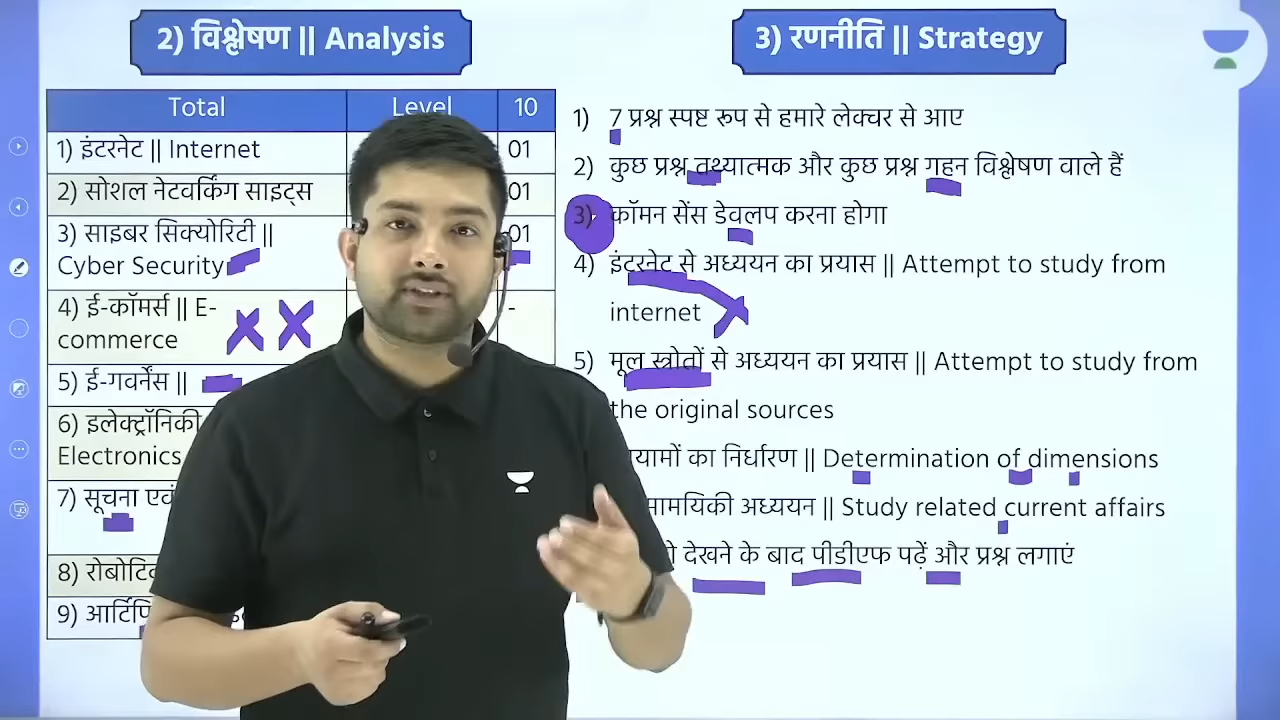 2) विश्लेषण || Analysis
Total Level 10
1) इंटरनेट || Internet 01
2) सोशल नेटवर्किंग साइट्स 01
3) साइबर सिक्योरिटी || 01
Cyber Security
4) ई-कॉमर्स || E- -
commerce
5) ई-गवर्नेंस ||
6) इलेक्ट्रॉनिकी
Electronics
7) सूचना एवं
8)
9)
3) रणनीति || Strategy
1) 7 प्रश्न स्पष्ट रूप से हमारे लेक्चर से आए
2) कुछ प्रश्न तथ्यात्मक और कुछ प्रश्न गहन विश्लेषण वाले हैं
3) कॉमन सेंस डेवलप करना होगा
4) इंटरनेट से अध्ययन का प्रयास || Attempt to study from
internet
5) मूल स्त्रोतों से अध्ययन का प्रयास || Attempt to study from
the original sources
का निर्धारण || Determination of dimensions
अध्ययन || Study related current affairs
देखने के बाद पीडीएफ पढ़ें और प्रश्न लगाएं